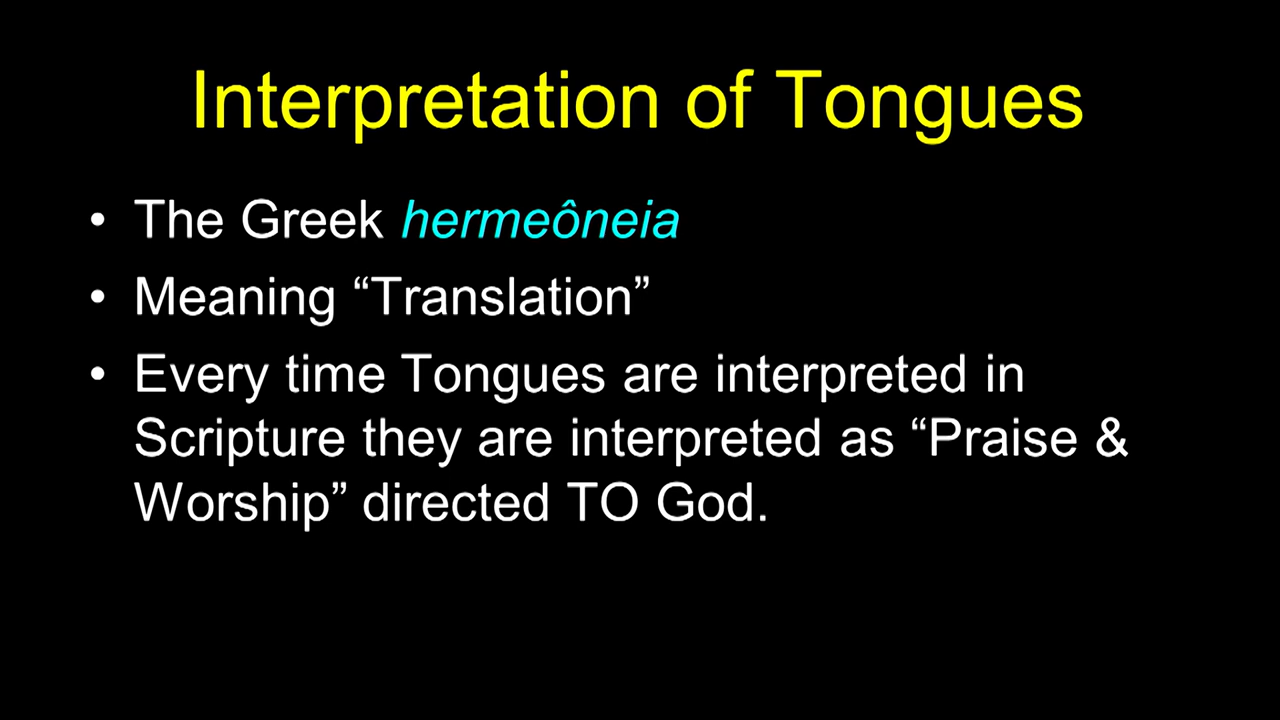 Interpretation of Tongues
• The Greek hermeôneia
• Meaning “Translation”
• Every time Tongues are interpreted in
Scripture they are interpreted as “Praise &
Worship” directed TO God.